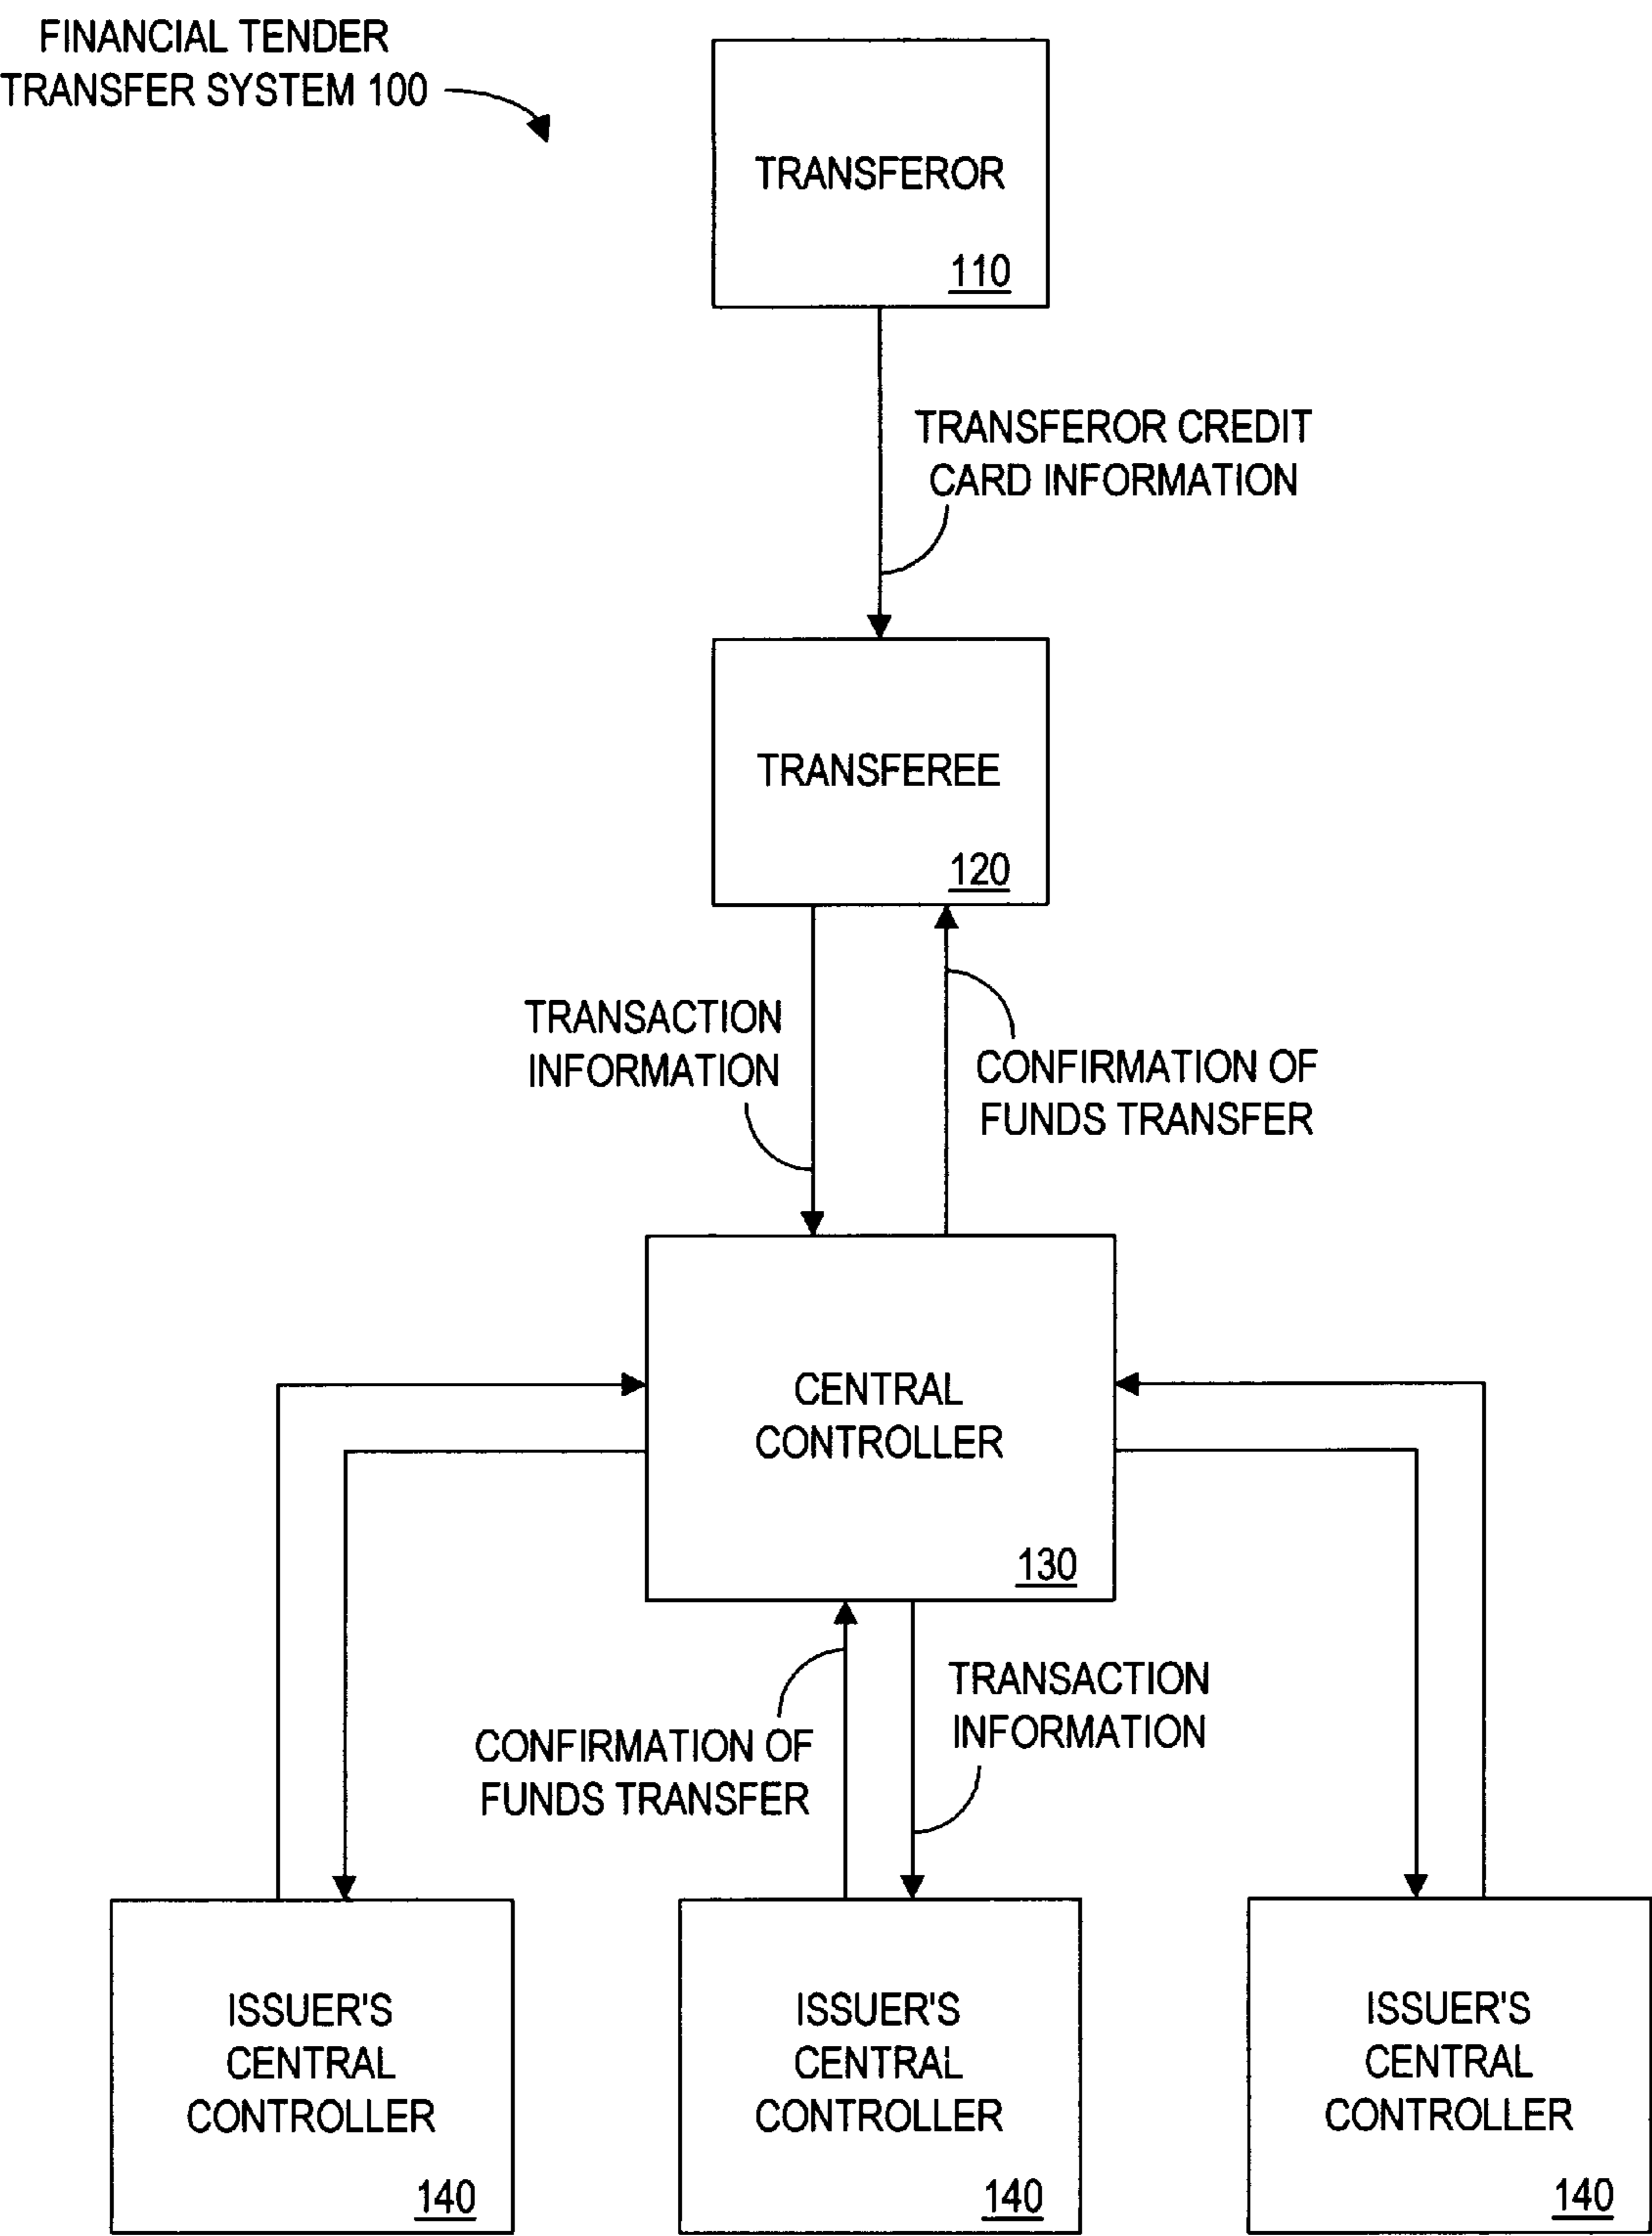 FINANCIAL TENDER
TRANSFER SYSTEM 100
TRANSFEROR
110
TRANSFEROR CREDIT
CARD INFORMATION
TRANSFEREE
120
TRANSACTION
INFORMATION
CONFIRMATION OF
FUNDS TRANSFER
CENTRAL
CONTROLLER
130
TRANSACTION
INFORMATION
CONFIRMATION OF
FUNDS TRANSFER
ISSUER'S
CENTRAL
CONTROLLER
140
ISSUER'S
CENTRAL
CONTROLLER
140
ISSUER'S
CENTRAL
CONTROLLER
140